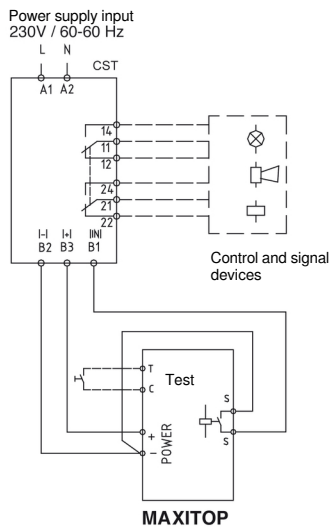 Power supply input
230V / 60-60 Hz
L N
CST
A1 A2
14
11
12
24
21
22
|-| |+| |IN|
B2 B3 B1
Control and signal
devices
T
Test
C
S
+
POWER
S
-
MAXITOP